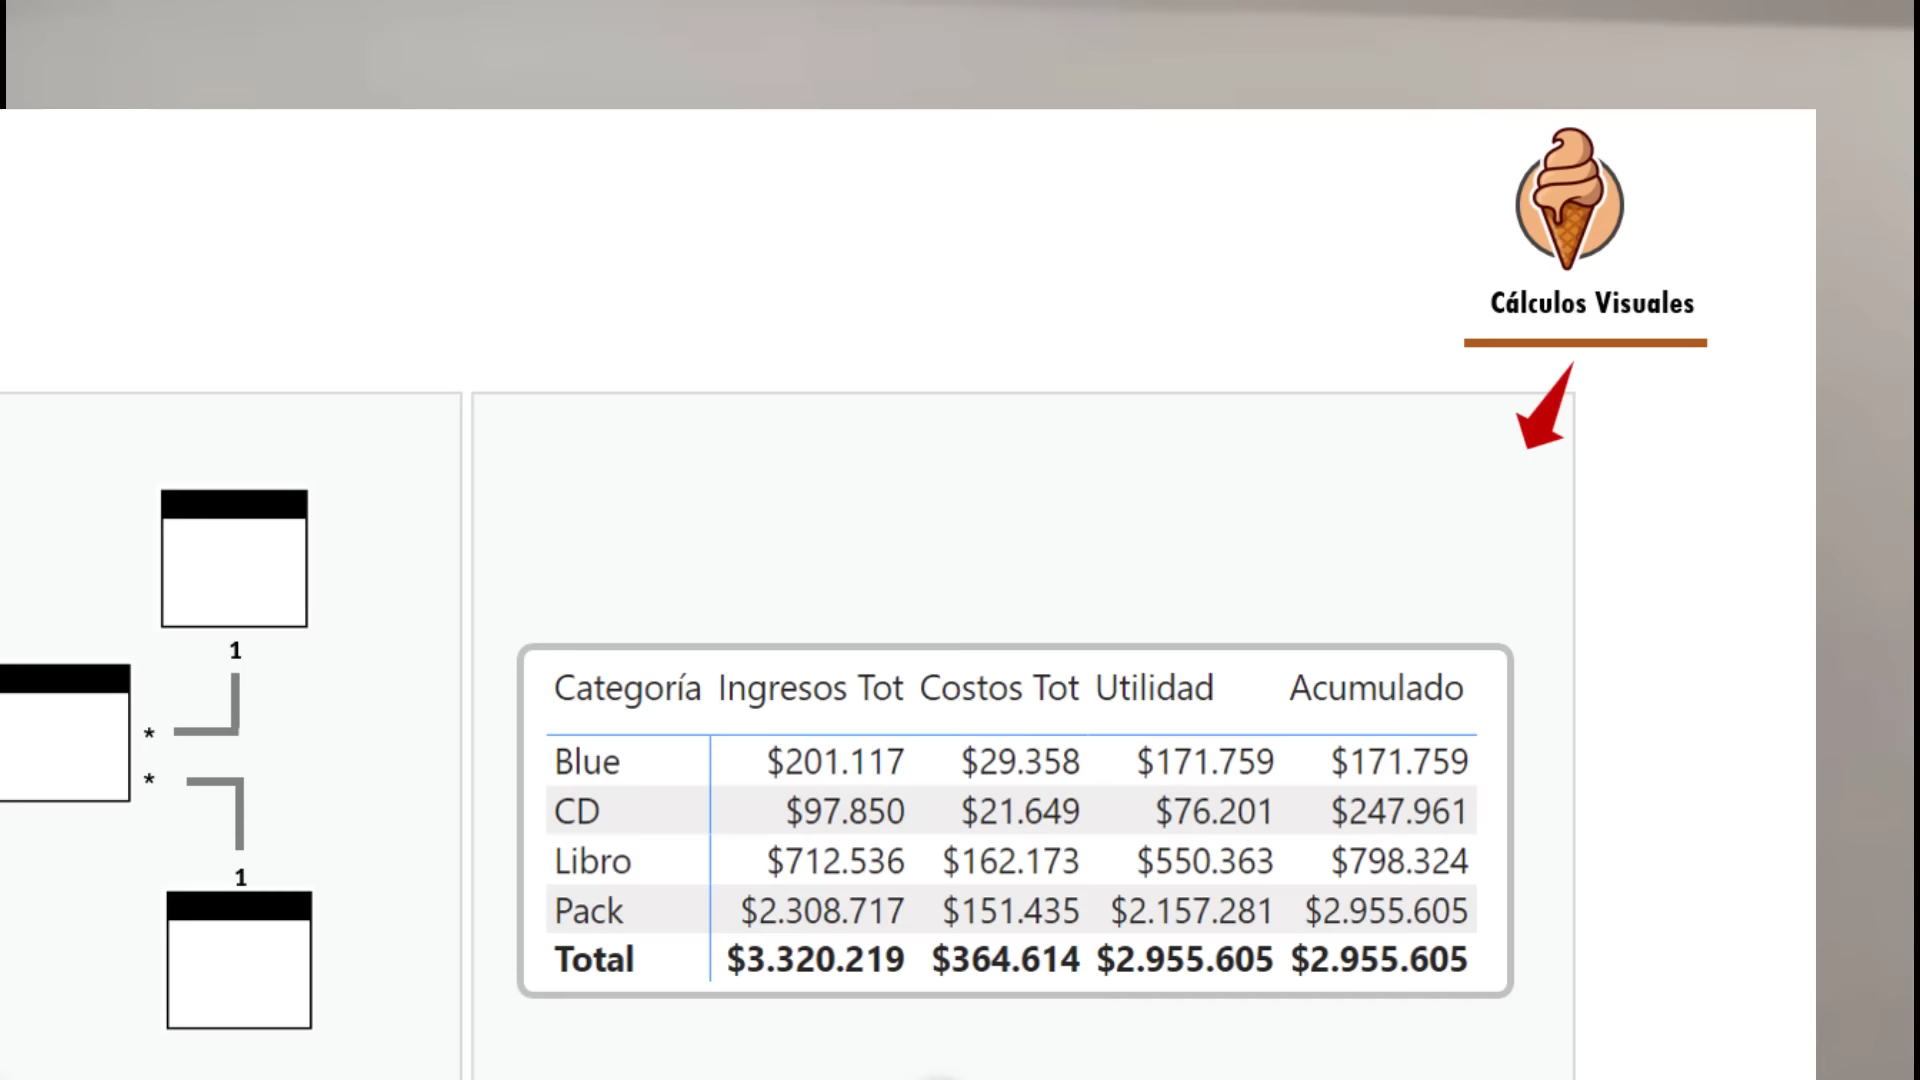 Cálculos Visuales
1
*
*
1
Categoría Ingresos Tot Costos Tot Utilidad Acumulado
Blue $201.117 $29.358 $171.759 $171.759
CD $97.850 $21.649 $76.201 $247.961
Libro $712.536 $162.173 $550.363 $798.324
Pack $2.308.717 $151.435 $2.157.281 $2.955.605
Total $3.320.219 $364.614 $2.955.605 $2.955.605